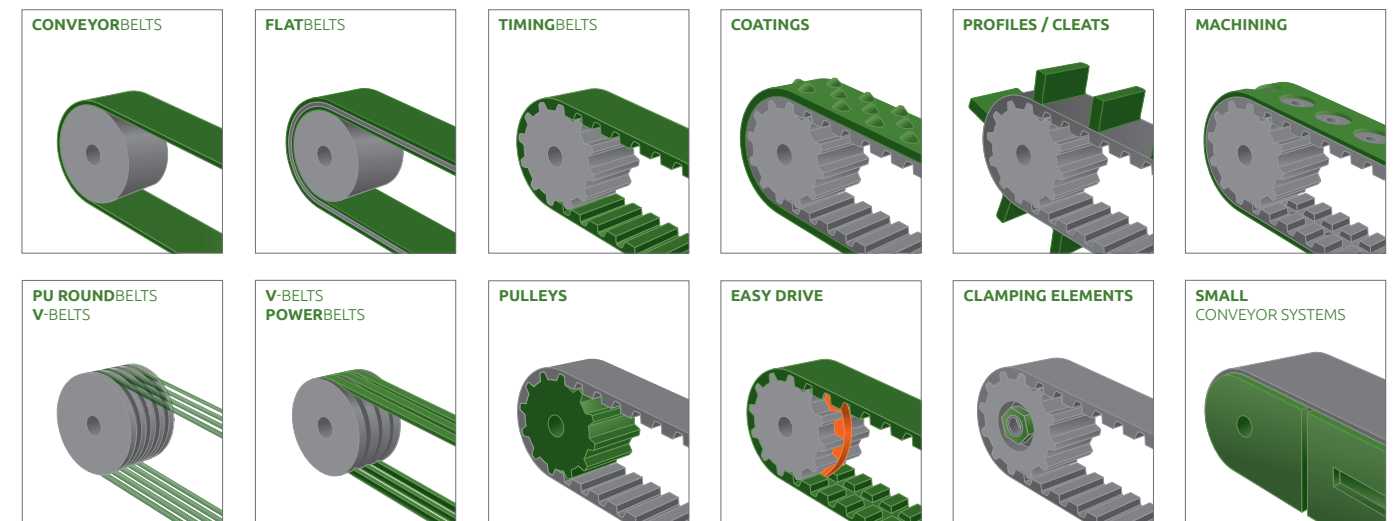 CONVEYORBELTS
FLATBELTS
TIMINGBELTS
COATINGS
PROFILES / CLEATS
MACHINING
PU ROUNDBELTS
V-BELTS
V-BELTS
POWERBELTS
PULLEYS
EASY DRIVE
CLAMPING ELEMENTS
SMALL
CONVEYOR SYSTEMS